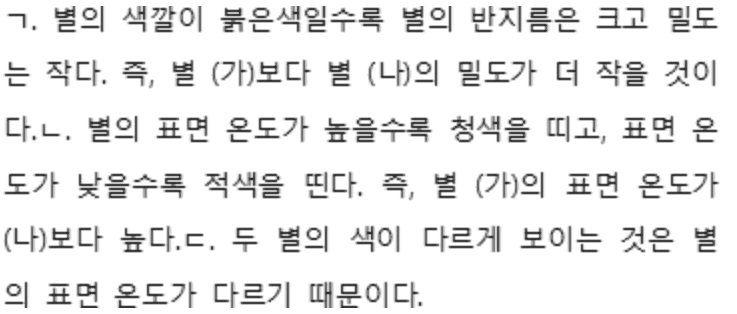 ㄱ. 별의 색깔이 붉은색일수록 별의 반지름은 크고 밀도
는 작다. 즉, 별 (가)보다 별 (나)의 밀도가 더 작을 것이
다.ㄴ. 별의 표면 온도가 높을수록 청색을 띠고, 표면 온
도가 낮을수록 적색을 띤다. 즉, 별 (가)의 표면 온도가
(나)보다 높다.ㄷ. 두 별의 색이 다르게 보이는 것은 별
의 표면 온도가 다르기 때문이다.